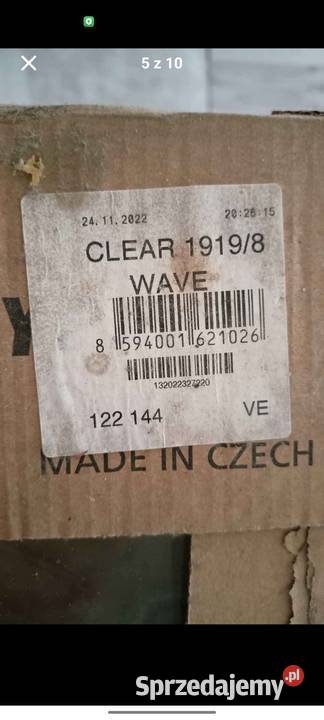 5 z 10
24.11.2022 20:26:15
CLEAR 1919/8
WAVE
8 594001 621026
132022327220
122 144 VE
MADE IN CZECH
Sprzedajemy.pl